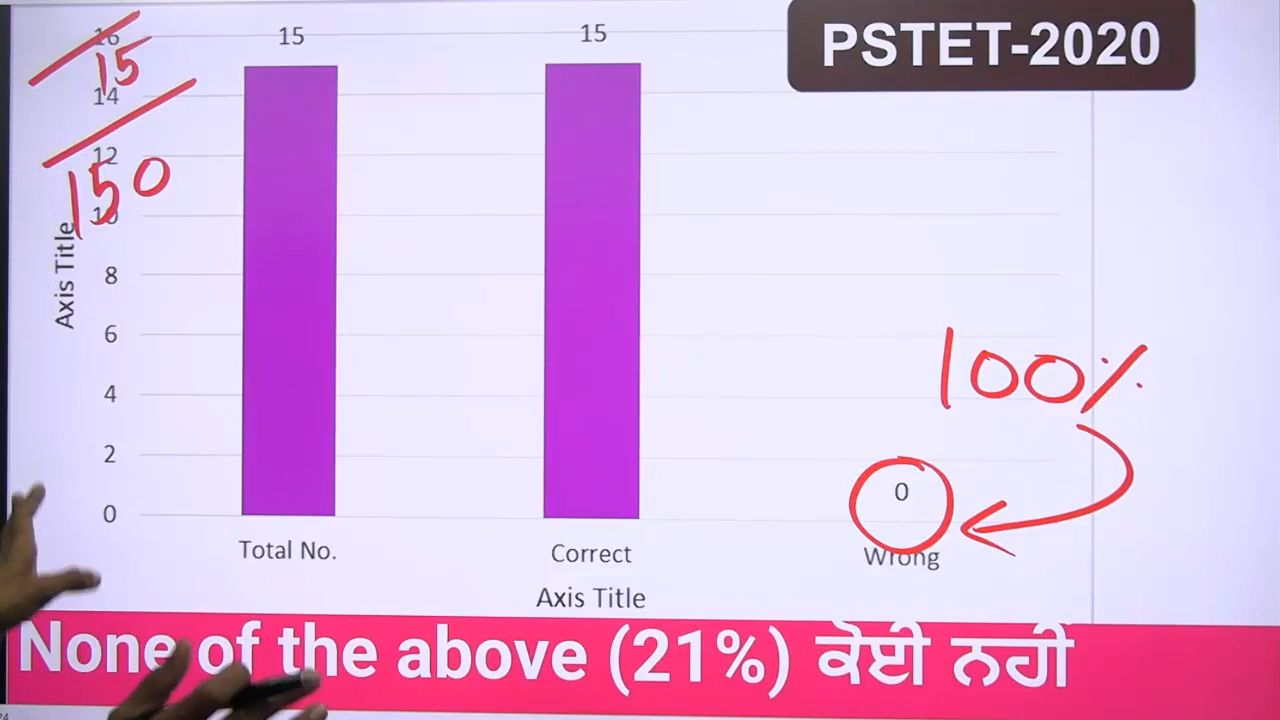 PSTET-2020
16
15
14
12
150
10
8
6
4
2
0
Axis Title
15
15
0
100%
Total No.
Correct
Wrong
Axis Title
None of the above (21%) ਕੋਈ ਨਹੀਂ
24